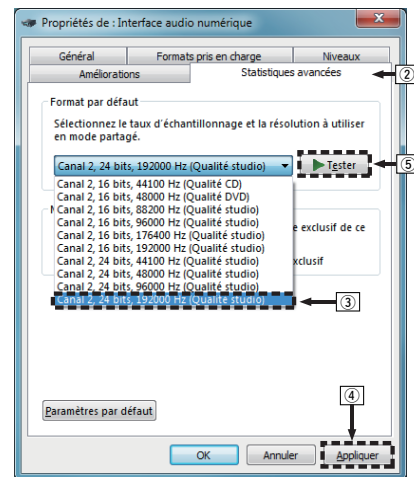 Propriétés de : Interface audio numérique
Général Formats pris en charge Niveaux
Améliorations Statistiques avancées
②
Format par défaut
Sélectionnez le taux d'échantillonnage et la résolution à utiliser
en mode partagé.
Canal 2, 24 bits, 192000 Hz (Qualité studio) Tester
⑤
Canal 2, 16 bits, 44100 Hz (Qualité CD)
Canal 2, 16 bits, 48000 Hz (Qualité DVD)
Canal 2, 16 bits, 88200 Hz (Qualité studio)
Canal 2, 16 bits, 96000 Hz (Qualité studio)
e exclusif de ce
Canal 2, 16 bits, 176400 Hz (Qualité studio)
Canal 2, 16 bits, 192000 Hz (Qualité studio)
Canal 2, 24 bits, 44100 Hz (Qualité studio)
xclusif
Canal 2, 24 bits, 48000 Hz (Qualité studio)
Canal 2, 24 bits, 96000 Hz (Qualité studio)
Canal 2, 24 bits, 192000 Hz (Qualité studio)
③
Paramètres par défaut
④
OK Annuler Appliquer